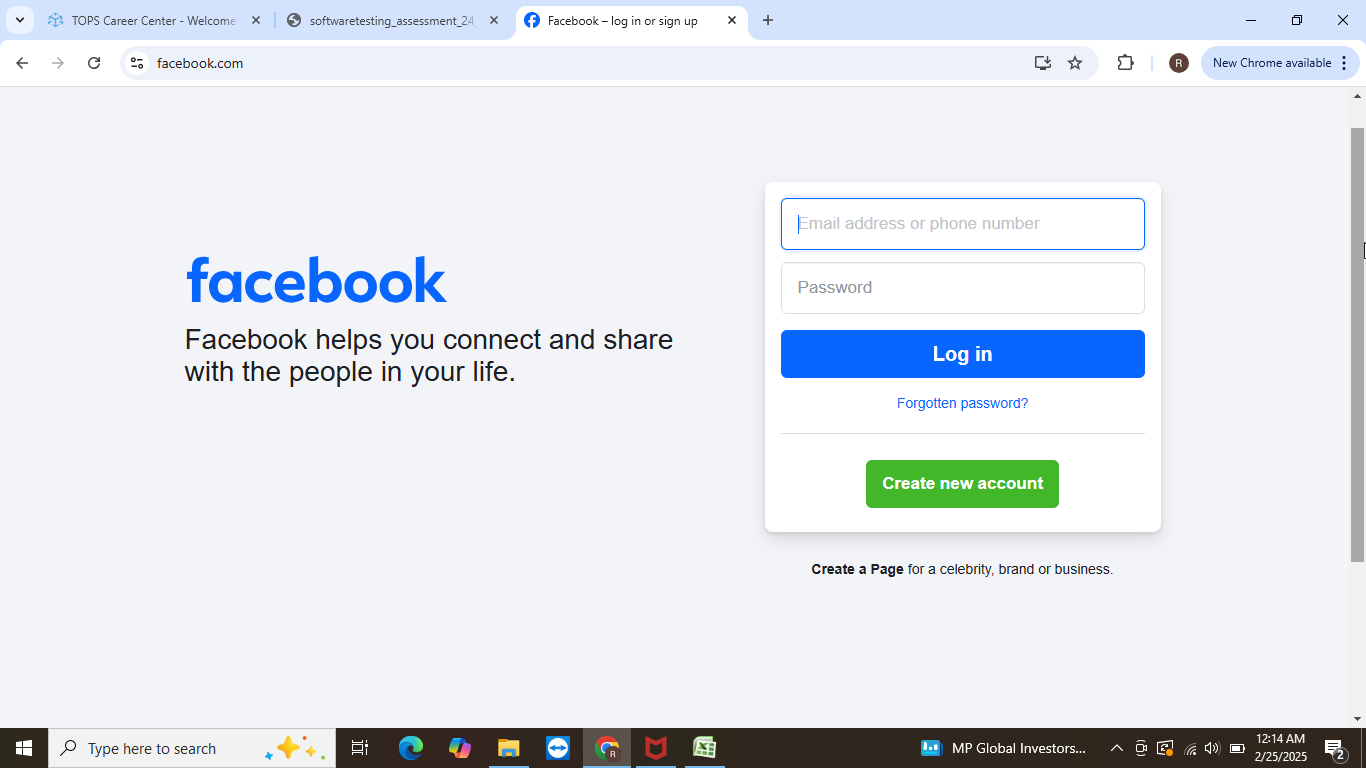 TOPS Career Center - Welcome
softwaretesting_assessment_24
Facebook – log in or sign up
facebook.com
R
New Chrome available
facebook
Facebook helps you connect and share
with the people in your life.
Email address or phone number
Password
Log in
Forgotten password?
Create new account
Create a Page for a celebrity, brand or business.
Type here to search
R
MP Global Investors...
12:14 AM
2/25/2025
2